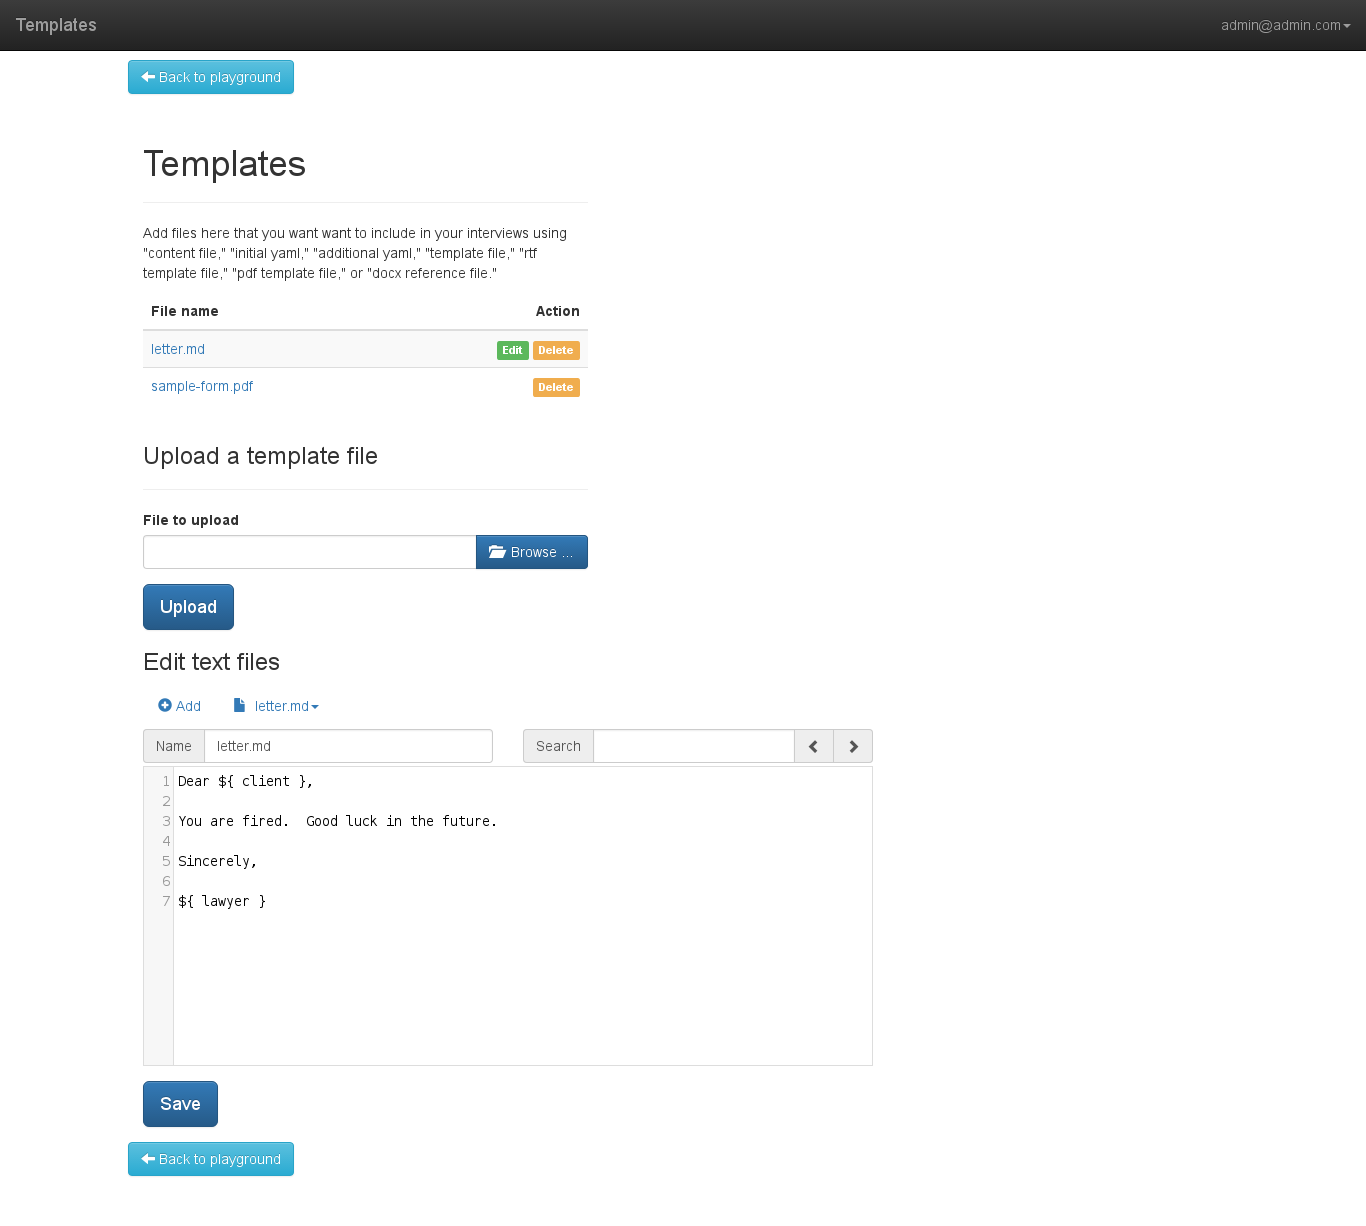 Templates
admin@admin.com
Back to playground
Templates
Add files here that you want want to include in your interviews using
"content file," "initial yaml," "additional yaml," "template file," "rtf
template file," "pdf template file," or "docx reference file."
File name Action
letter.md Edit Delete
sample-form.pdf Delete
Upload a template file
File to upload
Browse ...
Upload
Edit text files
Add letter.md
Name letter.md Search
1 Dear ${ client },
2
3 You are fired.  Good luck in the future.
4
5 Sincerely,
6
7 ${ lawyer }
Save
Back to playground